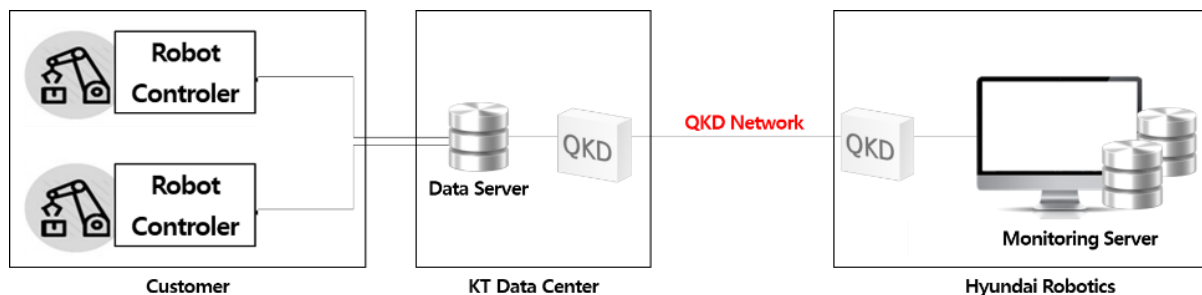 Robot
Controler
Robot
Controler
Customer
Data Server
QKD
KT Data Center
QKD Network
QKD
Monitoring Server
Hyundai Robotics